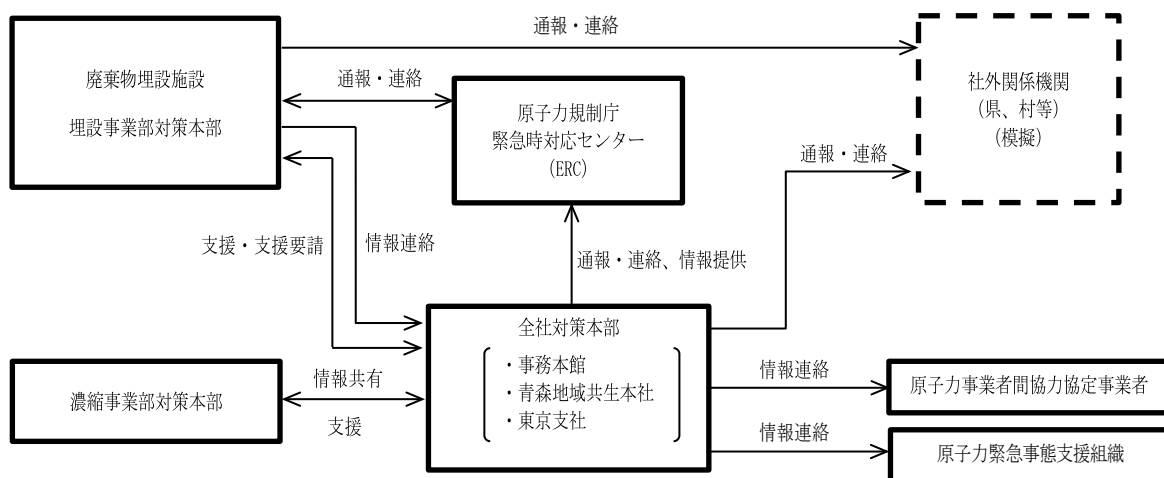 通報・連絡
廃棄物埋設施設
埋設事業部対策本部
通報・連絡
原子力規制庁
緊急時対応センター
(ERC)
社外関係機関
(県、村等)
(模擬)
通報・連絡
支援・支援要請
情報連絡
通報・連絡、情報提供
全社対策本部
・事務本館
・青森地域共生本社
・東京支社
濃縮事業部対策本部
情報共有
支援
情報連絡
原子力事業者間協力協定事業者
情報連絡
原子力緊急事態支援組織